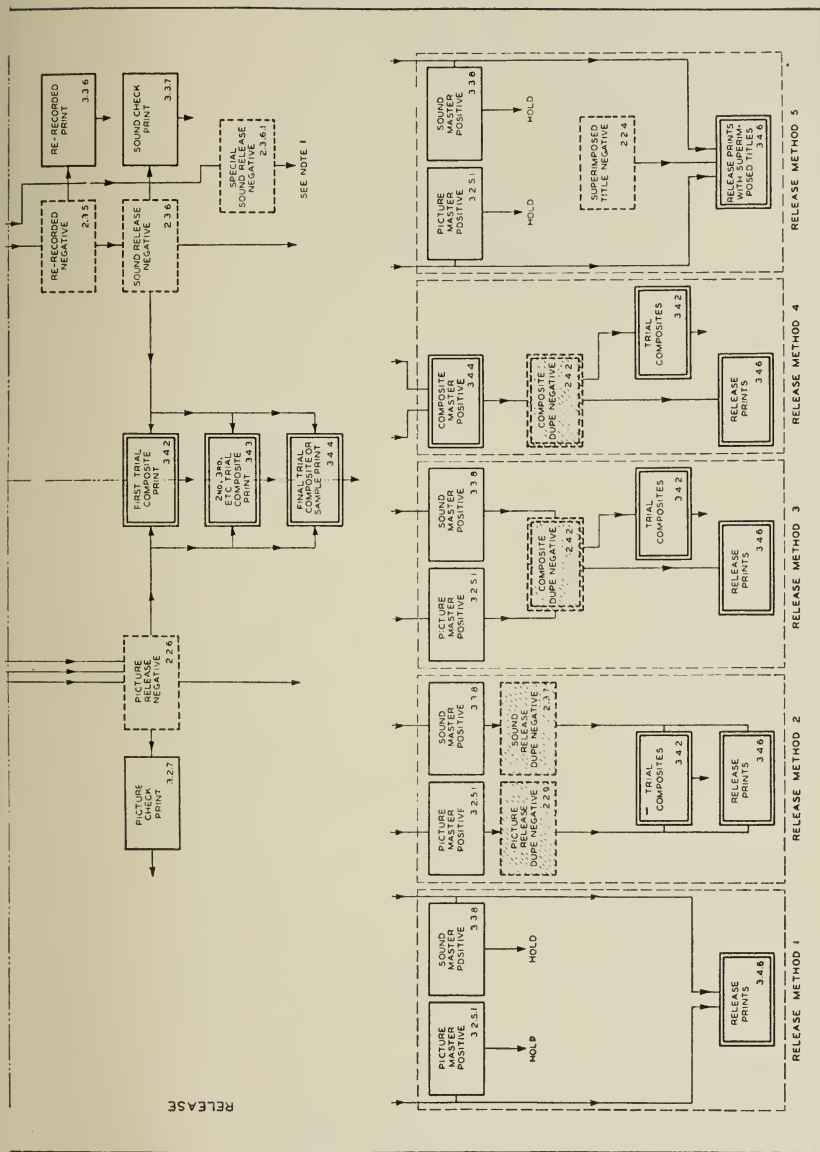 RELEASE
PICTURE
CHECK
PRINT
3.2.7
PICTURE
RELEASE
NEGATIVE
2 2 6
FIRST TRIAL
COMPOSITE
PRINT
3 4 2
2ND, 3RD,
ETC TRIAL
COMPOSITE
PRINT
3 4 3
FINAL TRIAL
COMPOSITE OR
SAMPLE PRINT
3 4 4
RE-RECORDED
NEGATIVE
2.3.5
RE-RECORDED
PRINT
3.3 6
SOUND RELEASE
NEGATIVE
2 3 6
SOUND CHECK
PRINT
3.3.7
SPECIAL
SOUND RELEASE
NEGATIVE
2.3.6.1
SEE NOTE 1
PICTURE
MASTER
POSITIVE
3 2 5.1
HOLD
SOUND
MASTER
POSITIVE
3 3 8
HOLD
RELEASE
PRINTS
3.4.6
RELEASE METHOD 1
PICTURE
MASTER
POSITIVE
3 2 5 1
SOUND
MASTER
POSITIVE
3 3 8
PICTURE
RELEASE
DUPE NEGATIVE
2 2 9 1
SOUND
RELEASE
DUPE NEGATIVE
2.3 7 1
TRIAL
COMPOSITES
3 4 2
RELEASE
PRINTS
3 4 6
RELEASE METHOD 2
PICTURE
MASTER
POSITIVE
3 2 5 1
SOUND
MASTER
POSITIVE
3 3 8
COMPOSITE
DUPE NEGATIVE
2 4 2
TRIAL
COMPOSITES
3 4 2
RELEASE
PRINTS
3 4 6
RELEASE METHOD 3
COMPOSITE
MASTER
POSITIVE
3 4 4
COMPOSITE
DUPE NEGATIVE
2 4 2
TRIAL
COMPOSITES
3 4 2
RELEASE
PRINTS
3 4 6
RELEASE METHOD 4
PICTURE
MASTER
POSITIVE
3 2 5 1
HOLD
SOUND
MASTER
POSITIVE
3 3 8
HOLD
SUPERIMPOSED
TITLE NEGATIVE
2 2 4
RELEASE PRINTS
WITH SUPERIM-
POSED TITLES
3 4 6
RELEASE METHOD 5